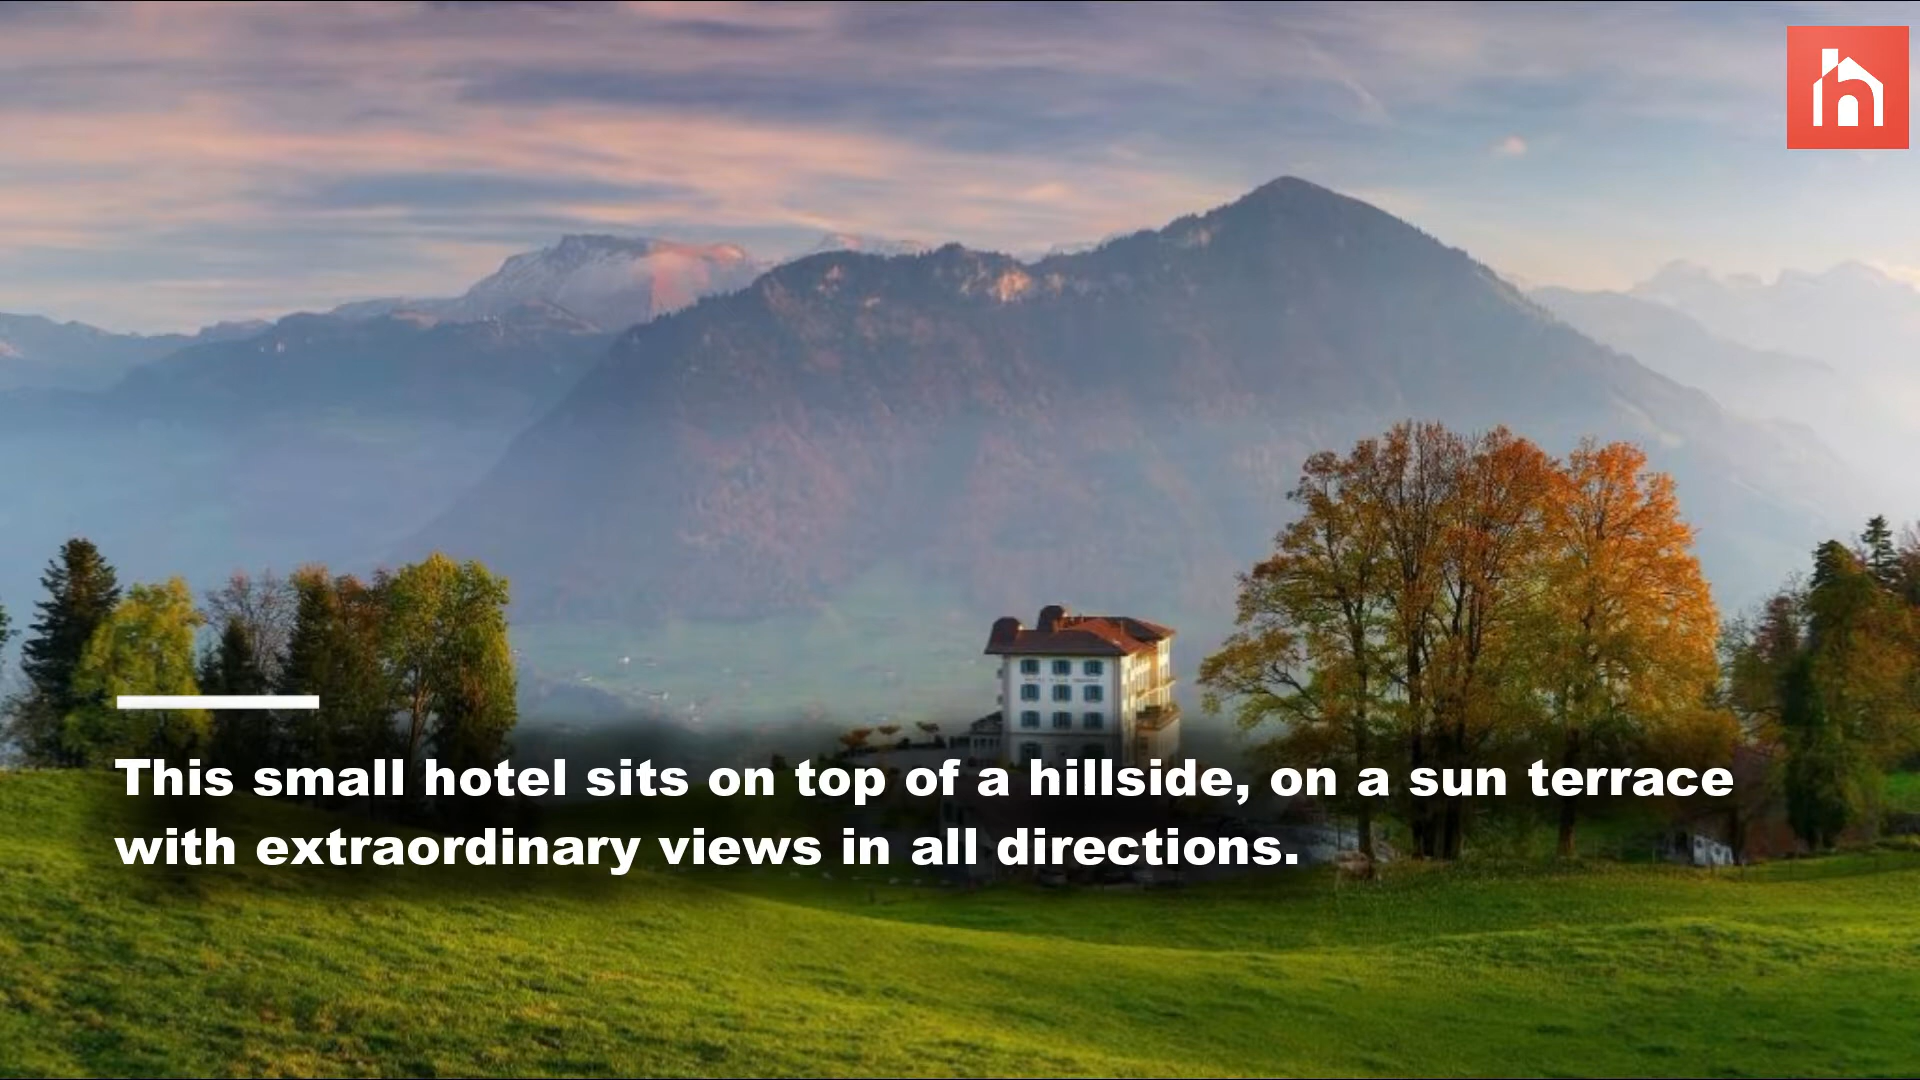 This small hotel sits on top of a hillside, on a sun terrace
with extraordinary views in all directions.